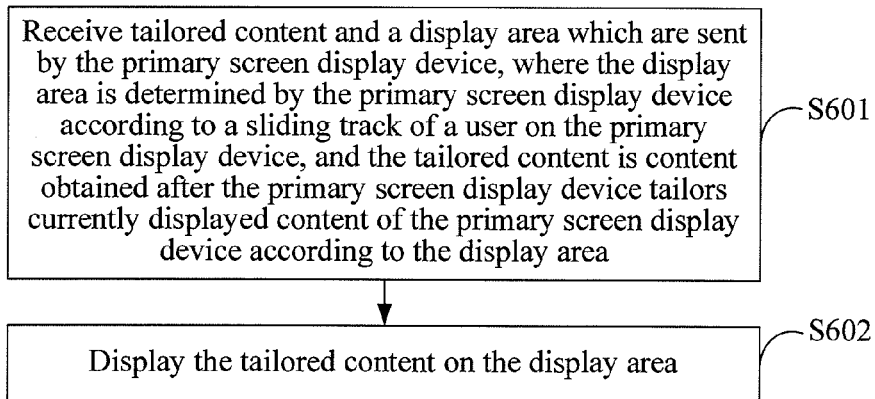 Receive tailored content and a display area which are sent
by the primary screen display device, where the display
area is determined by the primary screen display device
according to a sliding track of a user on the primary
screen display device, and the tailored content is content
obtained after the primary screen display device tailors
currently displayed content of the primary screen display
device according to the display area
S601
Display the tailored content on the display area
S602